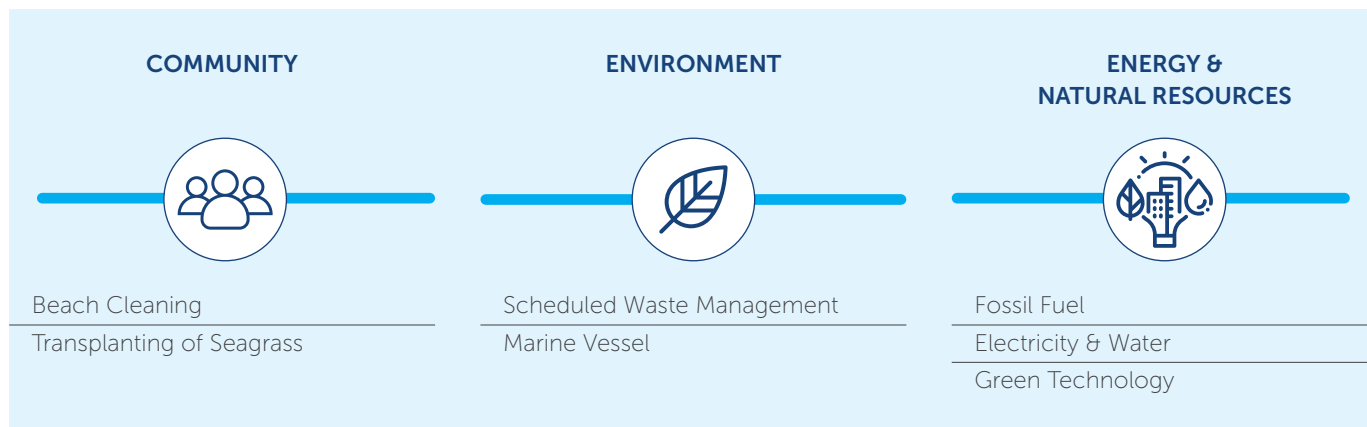 COMMUNITY
Beach Cleaning
Transplanting of Seagrass
ENVIRONMENT
Scheduled Waste Management
Marine Vessel
ENERGY &
NATURAL RESOURCES
Fossil Fuel
Electricity & Water
Green Technology